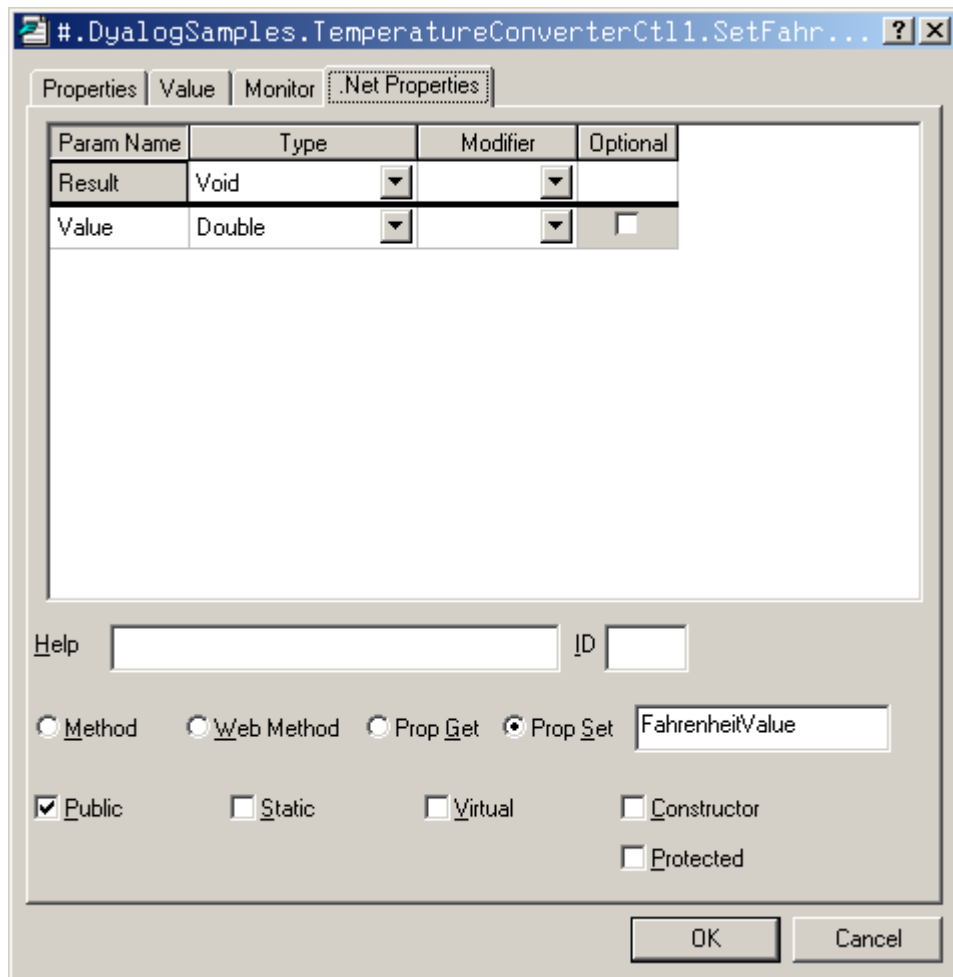 #.DyalogSamples.TemperatureConverterCtl1.SetFahr...
Properties Value Monitor .Net Properties
Param Name Type Modifier Optional
Result Void
Value Double
Help ID
Method Web Method Prop Get Prop Set FahrenheitValue
Public Static Virtual Constructor
Protected
OK Cancel